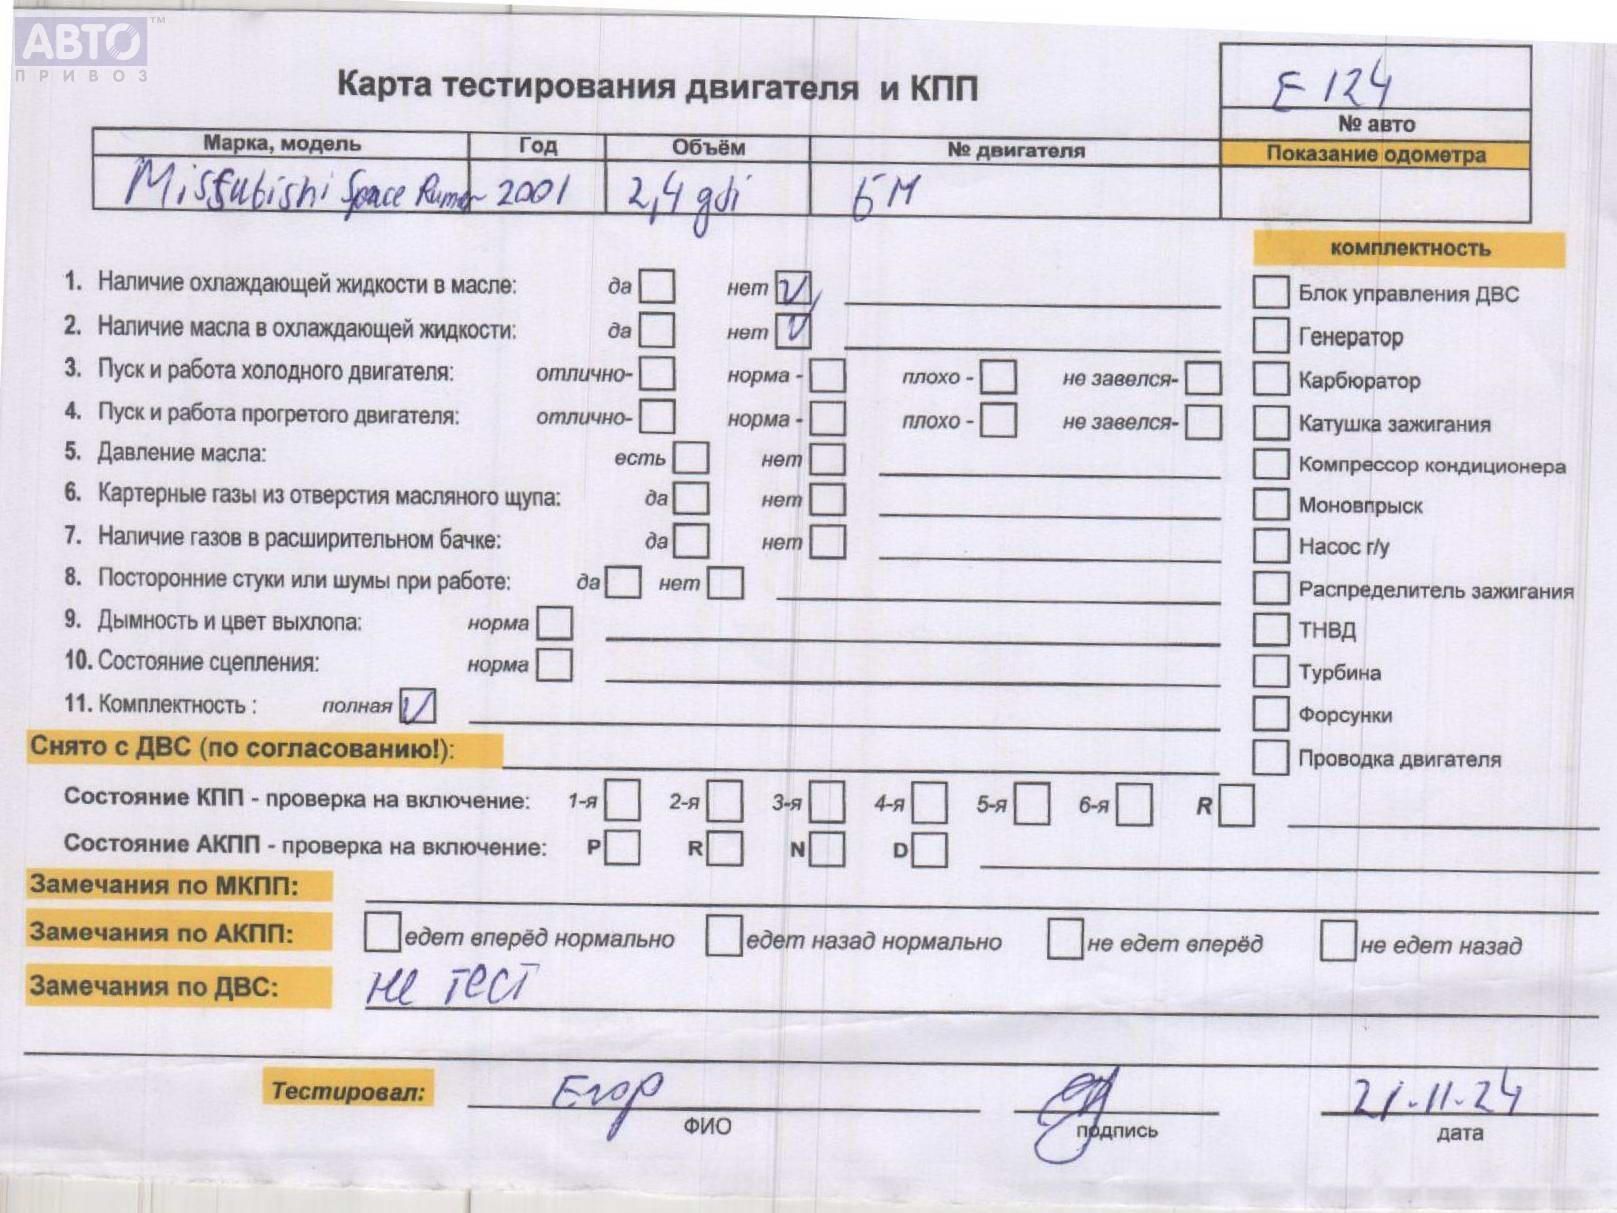 АВТО™
ПРИВОЗ
Карта тестирования двигателя и КПП
E 124
№ авто
Марка, модель Год Объём № двигателя Показание одометра
Missubishi Space 2001 2,4 gdi БМ
комплектность
1. Наличие охлаждающей жидкости в масле: да нет V
Блок управления ДВС
2. Наличие масла в охлаждающей жидкости: да нет V
Генератор
3. Пуск и работа холодного двигателя: отлично- норма - плохо - не завелся-
Карбюратор
4. Пуск и работа прогретого двигателя: отлично- норма - плохо - не завелся-
Катушка зажигания
5. Давление масла: есть нет
Компрессор кондиционера
6. Картерные газы из отверстия масляного щупа: да нет
Моновпрыск
7. Наличие газов в расширительном бачке: да нет
Насос г/у
8. Посторонние стуки или шумы при работе: да нет
Распределитель зажигания
9. Дымность и цвет выхлопа: норма
ТНВД
10. Состояние сцепления: норма
Турбина
11. Комплектность : полная V
Форсунки
Снято с ДВС (по согласованию!):
Проводка двигателя
Состояние КПП - проверка на включение: 1-я 2-я 3-я 4-я 5-я 6-я R
Состояние АКПП - проверка на включение: P R N D
Замечания по МКПП:
Замечания по АКПП: едет вперёд нормально едет назад нормально не едет вперёд не едет назад
Замечания по ДВС: не тест
Тестировал: Егор 21.11.24
ФИО подпись дата